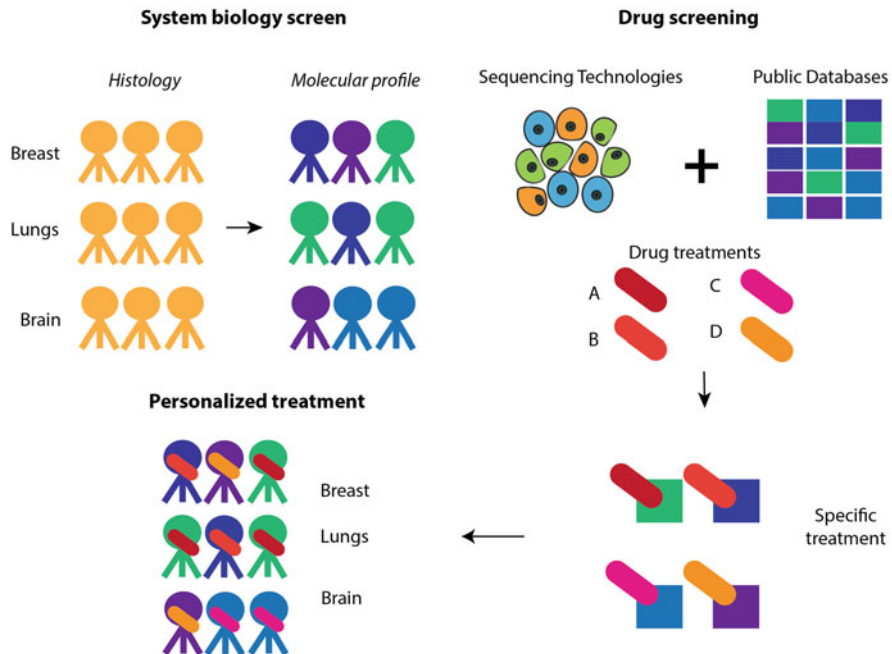 System biology screen
Histology
Molecular profile
Breast
Lungs
Brain
Drug screening
Sequencing Technologies
Public Databases
+
Drug treatments
A
C
B
D
Specific
treatment
Personalized treatment
Breast
Lungs
Brain